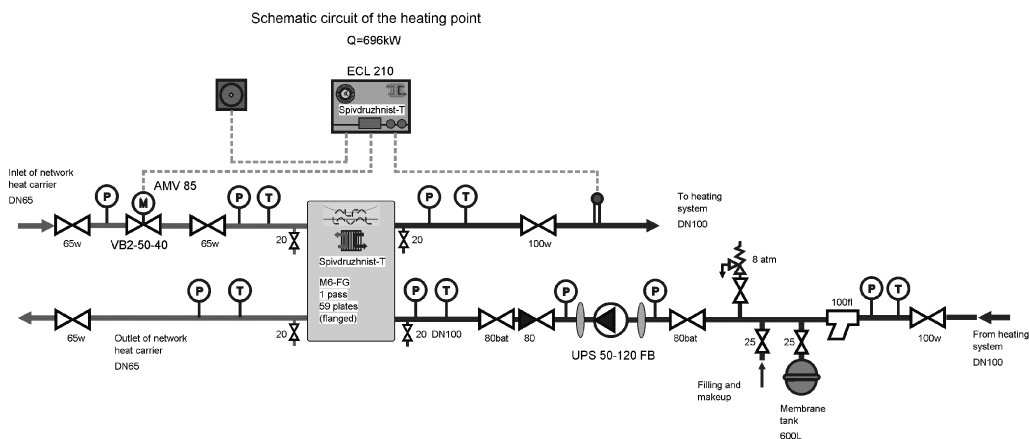 Schematic circuit of the heating point
Q=696kW
ECL 210
Spivdruzhnist-T
Inlet of network
heat carrier
DN65
AMV 85
P
M
P
T
P
T
To heating
system
DN100
65w
VB2-50-40
65w
20
ALFA
LAVAL
20
100w
Spivdruzhnist-T
8 atm
M6-FG
1 pass
59 plates
(flanged)
P
T
P
T
P
P
100fl
P
T
65w
20
20
DN100
80bat
80
UPS 50-120 FB
80bat
25
25
100w
Outlet of network
heat carrier
DN65
From heating
system
DN100
Filling and
makeup
Membrane
tank
600L